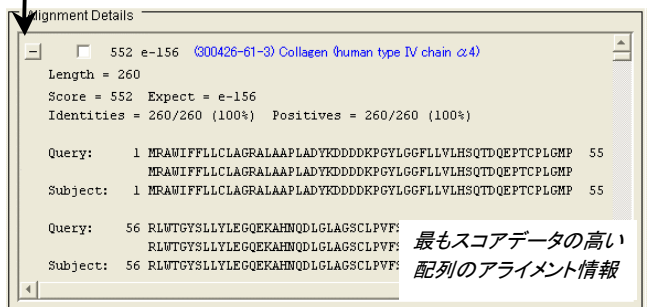 Alignment Details
552 e-156 (300426-61-3) Collagen (human type IV chain α4)
Length = 260
Score = 552 Expect = e-156
Identities = 260/260 (100%) Positives = 260/260 (100%)
Query: 1 MRAWIFFLLCLAGRALAAPLADYKDDDDKPGYLGGFLLVLHSQTDQEPTCPLGMP 55
MRAWIFFLLCLAGRALAAPLADYKDDDDKPGYLGGFLLVLHSQTDQEPTCPLGMP
Subject: 1 MRAWIFFLLCLAGRALAAPLADYKDDDDKPGYLGGFLLVLHSQTDQEPTCPLGMP 55
Query: 56 RLWTGYSLLYLEGQEKAHNQDLGLAGSCLPVFS
RLWTGYSLLYLEGQEKAHNQDLGLAGSCLPVFS
Subject: 56 RLWTGYSLLYLEGQEKAHNQDLGLAGSCLPVFS
最もスコアデータの高い
配列のアライメント情報